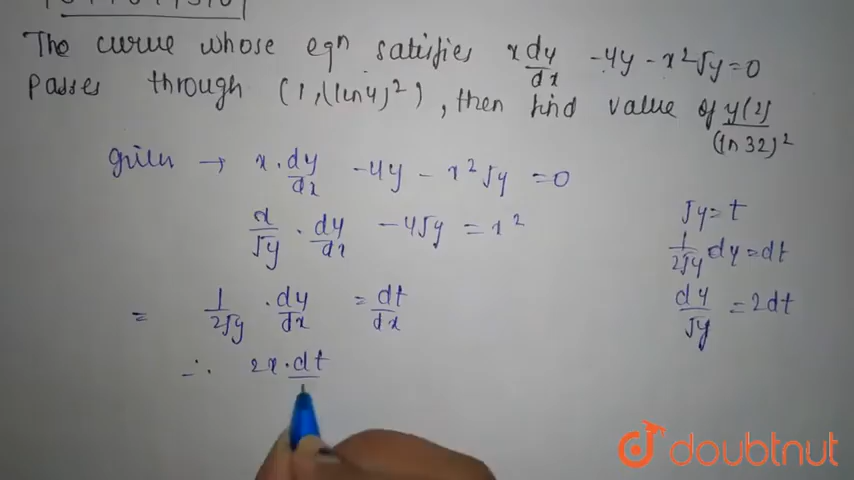 The curve whose eqn satisfies x dy/dx - 4y - x²√y = 0
passes through (1, (ln 4)²), then find value of y(2)/(ln 32)²
given → x · dy/dx - 4y - x²√y = 0
x/√y · dy/dx - 4√y = x²
= 1/2√y · dy/dx = dt/dx
∴ 2x · dt
√y = t
1/2√y dy = dt
dy/√y = 2dt
doubtnut